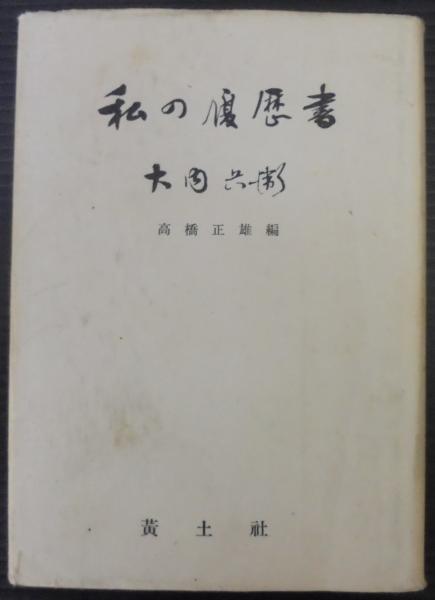 私の履歴書
大内兵衛
高橋正雄編
黄土社